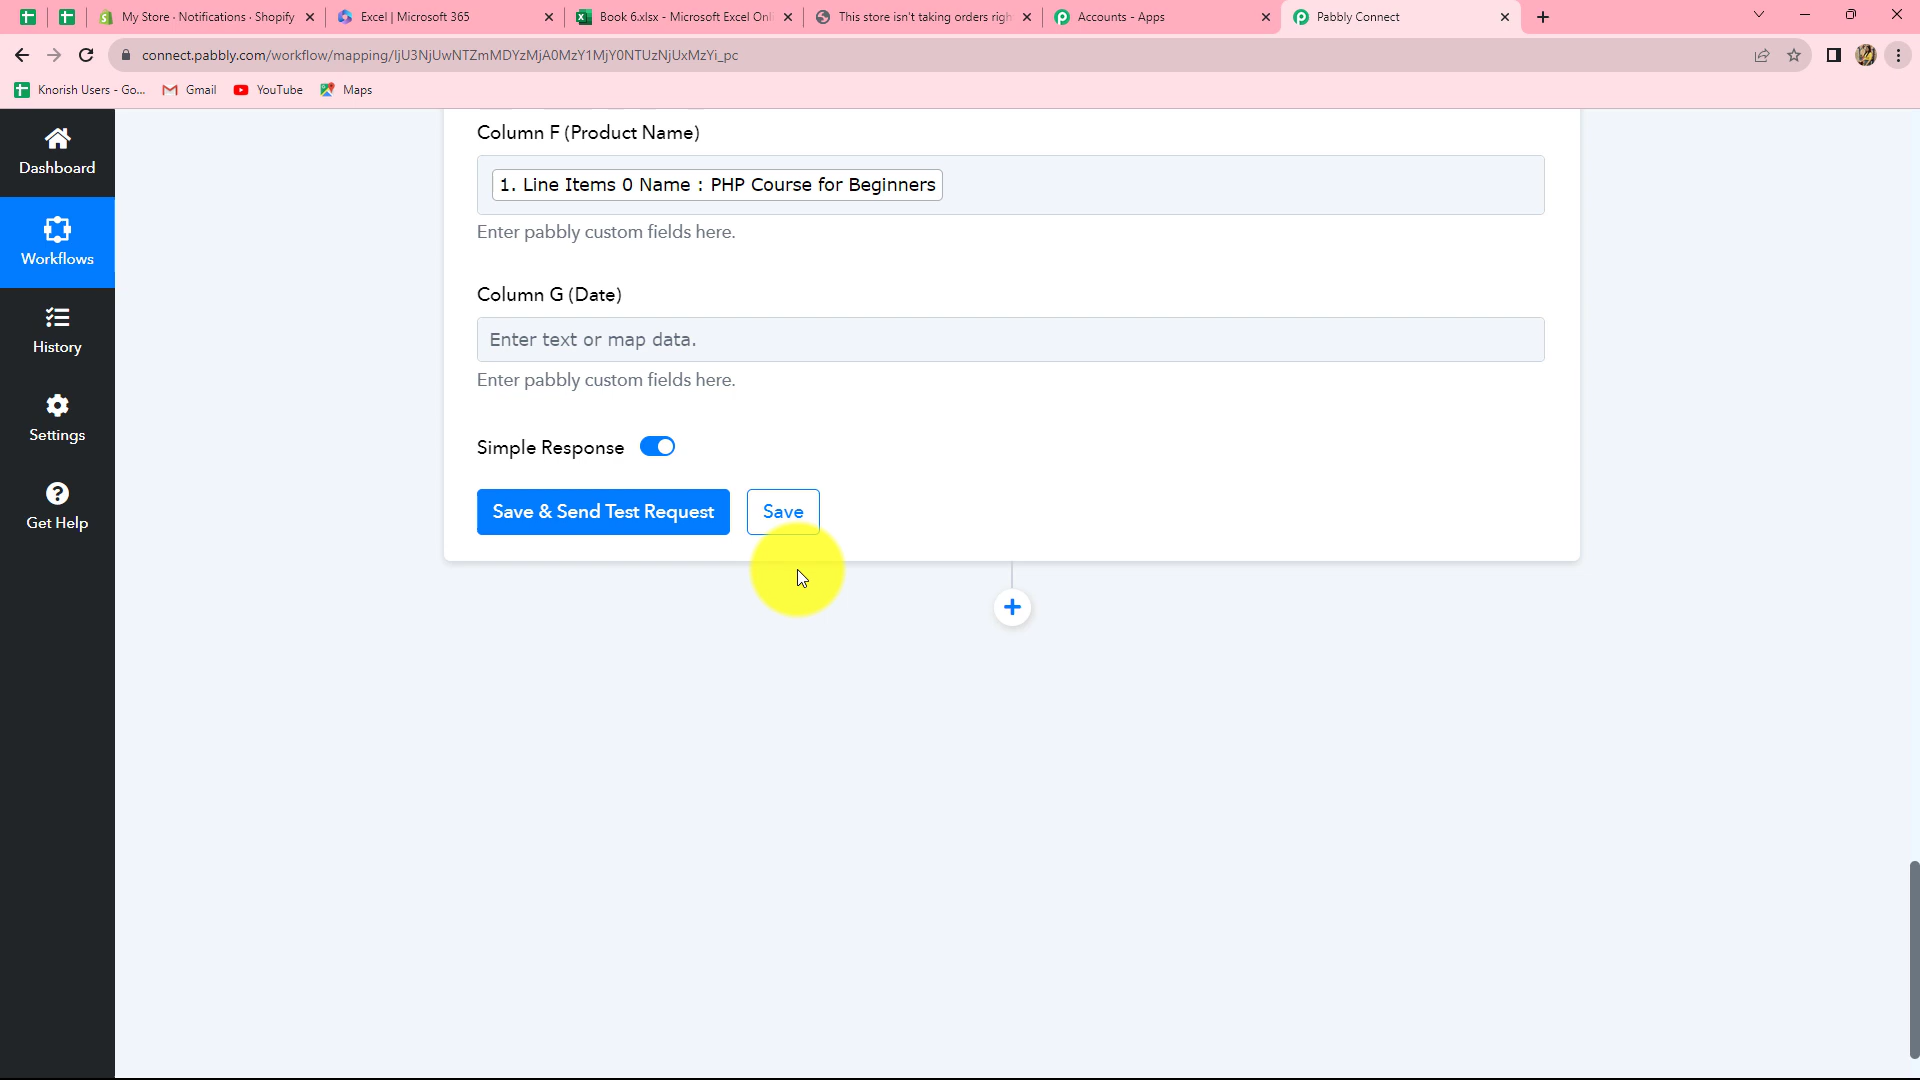 My Store · Notifications · Shopify
Excel | Microsoft 365
Book 6.xlsx - Microsoft Excel Onli
This store isn't taking orders righ
Accounts - Apps
Pabbly Connect
connect.pabbly.com/workflow/mapping/IjU3NjUwNTZmMDYzMjA0MzY1MjY0NTUzNjUxMzYi_pc
Knorish Users - Go...
Gmail
YouTube
Maps
Dashboard
Workflows
History
Settings
Get Help
Column F (Product Name)
1. Line Items 0 Name : PHP Course for Beginners
Enter pabbly custom fields here.
Column G (Date)
Enter text or map data.
Enter pabbly custom fields here.
Simple Response
Save & Send Test Request
Save